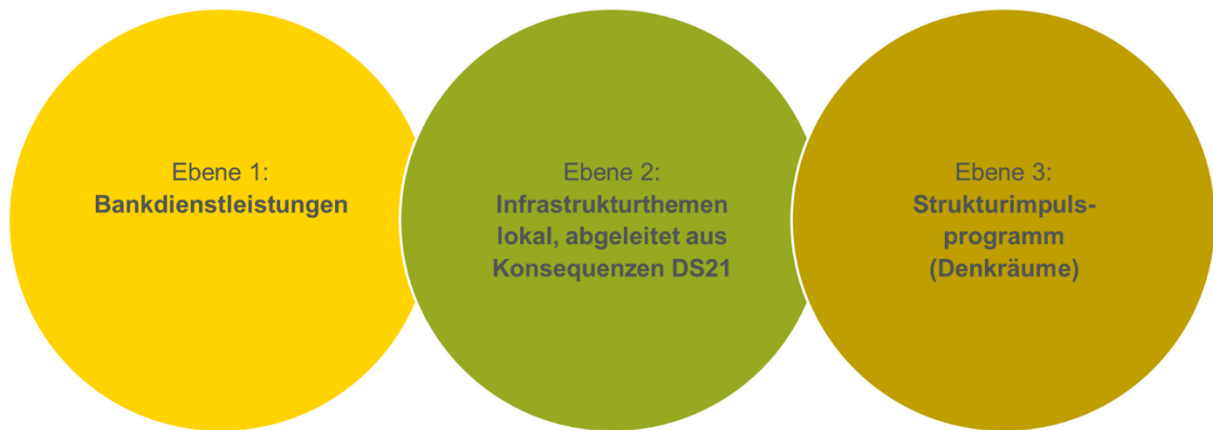 Ebene 1:
Bankdienstleistungen
Ebene 2:
Infrastrukturthemen
lokal, abgeleitet aus
Konsequenzen DS21
Ebene 3:
Strukturimpuls-
programm
(Denkräume)